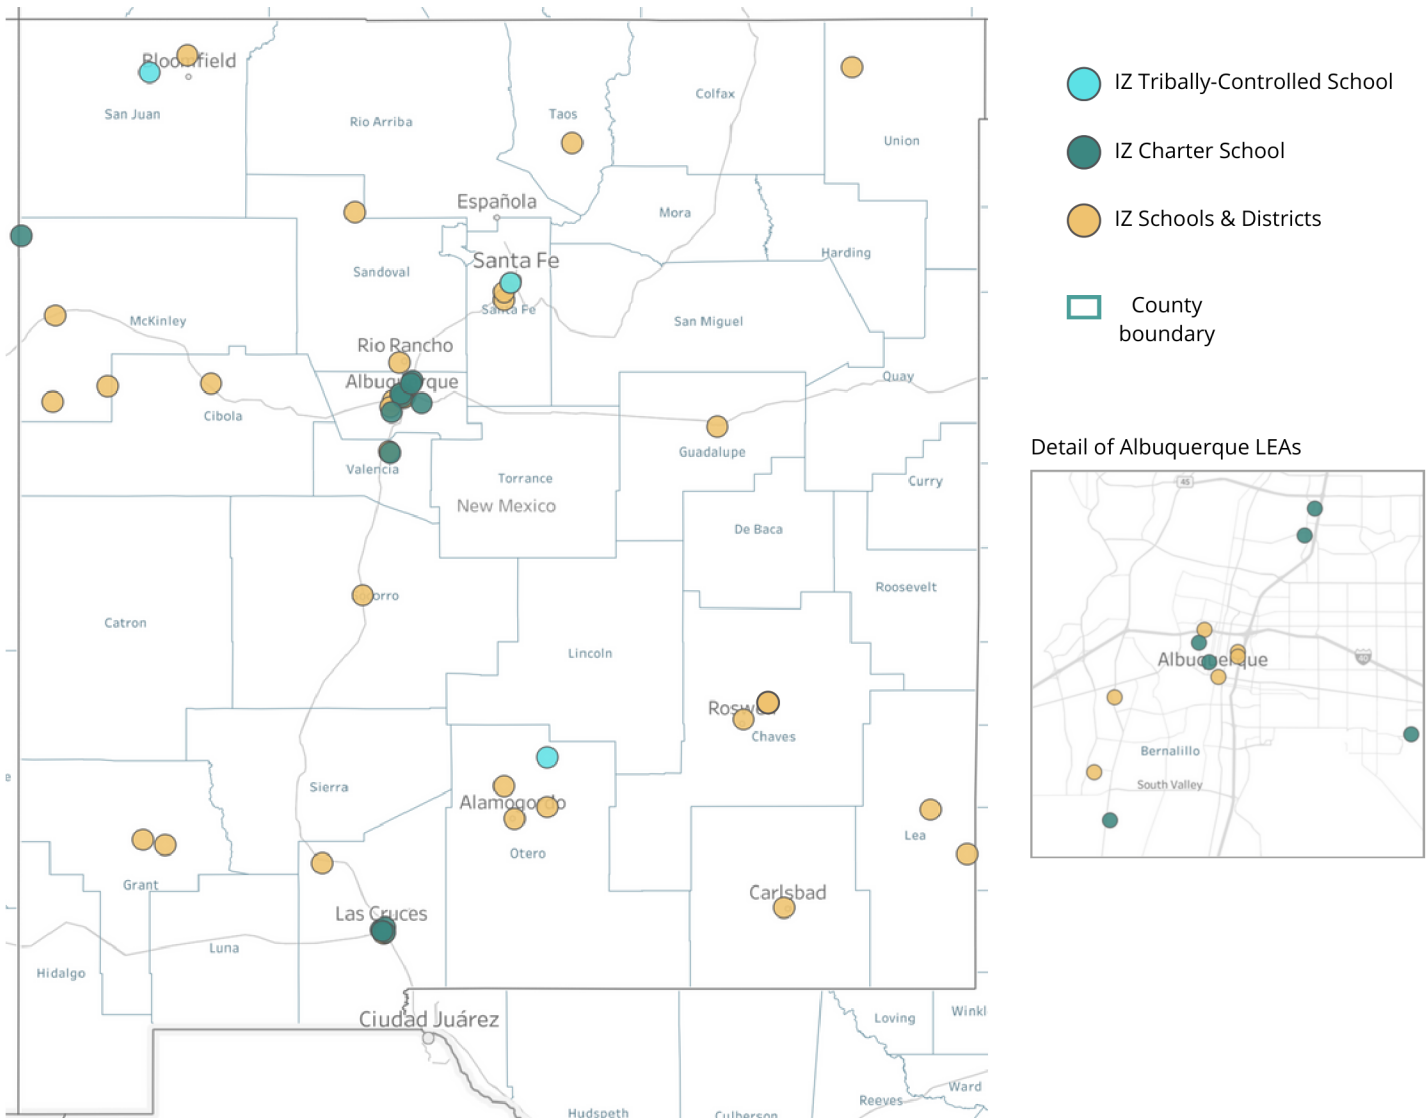 Bloomfield
San Juan
Rio Arriba
Taos
Colfax
Union
Española
Mora
Harding
Santa Fe
Sandoval
Santa Fe
McKinley
San Miguel
Rio Rancho
Albuquerque
Quay
Cibola
Guadalupe
Valencia
Torrance
Curry
New Mexico
De Baca
Roosevelt
Catron
Lincoln
Chaves
Sierra
Otero
Lea
Grant
Carlsbad
Las Cruces
Luna
Hidalgo
Ciudad Juárez
Loving
Winkl
Ward
Reeves
Hudspeth
Culberson
IZ Tribally-Controlled School
IZ Charter School
IZ Schools & Districts
County
boundary
Detail of Albuquerque LEAs
45
40
Albuquerque
Bernalillo
South Valley